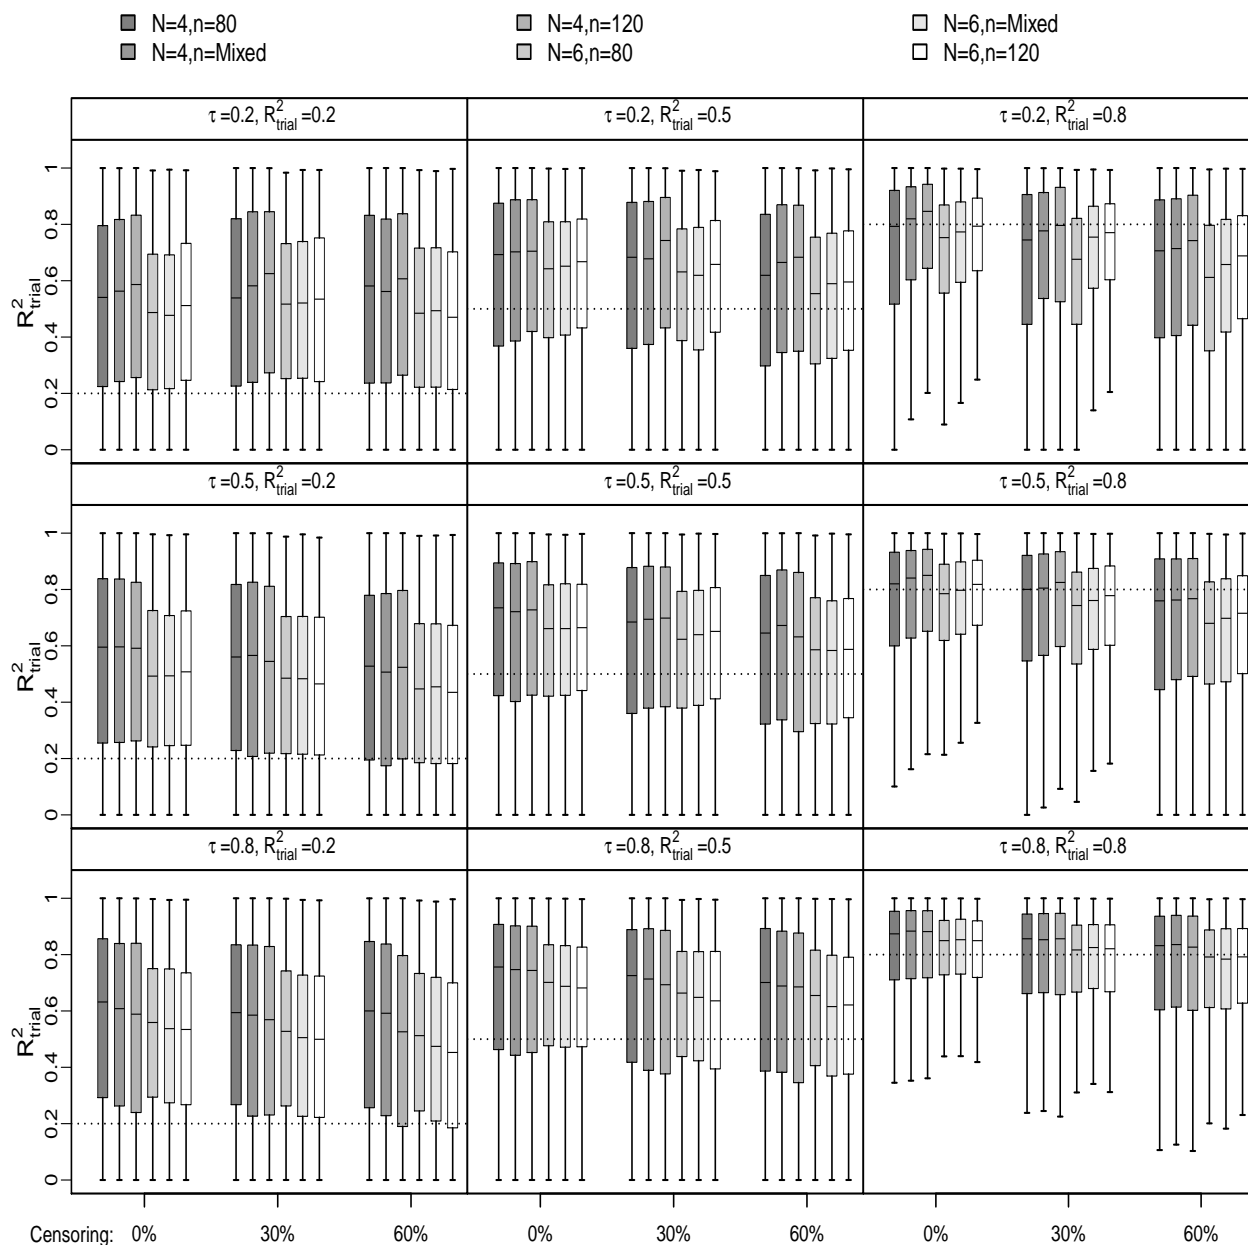 N=4,n=80 N=4,n=120 N=6,n=Mixed
N=4,n=Mixed N=6,n=80 N=6,n=120
τ=0.2, R²trial=0.2 τ=0.2, R²trial=0.5 τ=0.2, R²trial=0.8
1
0.8
0.6
0.4
0.2
0
R²trial
τ=0.5, R²trial=0.2 τ=0.5, R²trial=0.5 τ=0.5, R²trial=0.8
1
0.8
0.6
0.4
0.2
0
R²trial
τ=0.8, R²trial=0.2 τ=0.8, R²trial=0.5 τ=0.8, R²trial=0.8
1
0.8
0.6
0.4
0.2
0
R²trial
Censoring: 0% 30% 60% 0% 30% 60% 0% 30% 60%